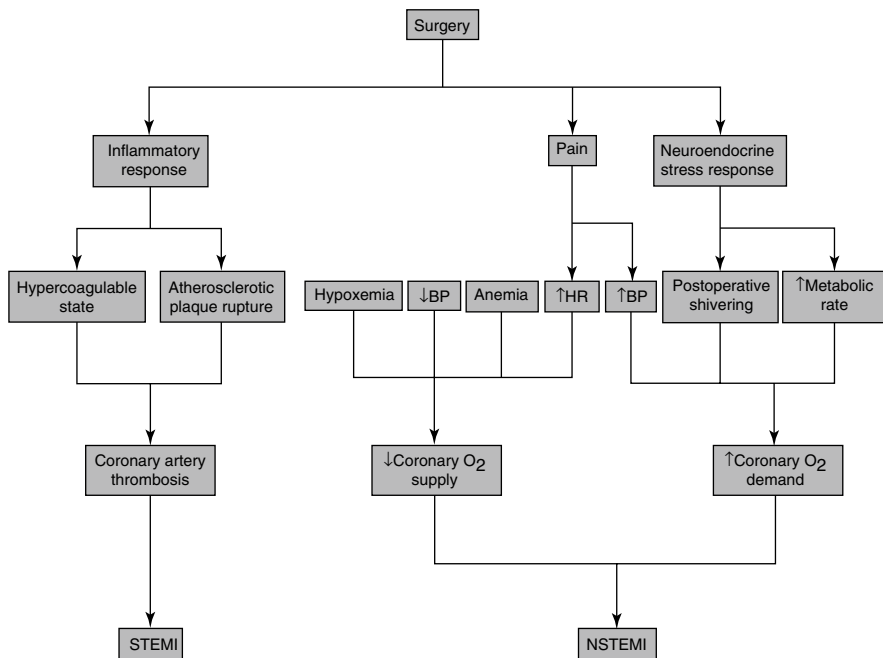 Surgery
Inflammatory
response
Pain
Neuroendocrine
stress response
Hypercoagulable
state
Atherosclerotic
plaque rupture
Hypoxemia
↓BP
Anemia
↑HR
↑BP
Postoperative
shivering
↑Metabolic
rate
Coronary artery
thrombosis
↓Coronary O2
supply
↑Coronary O2
demand
STEMI
NSTEMI